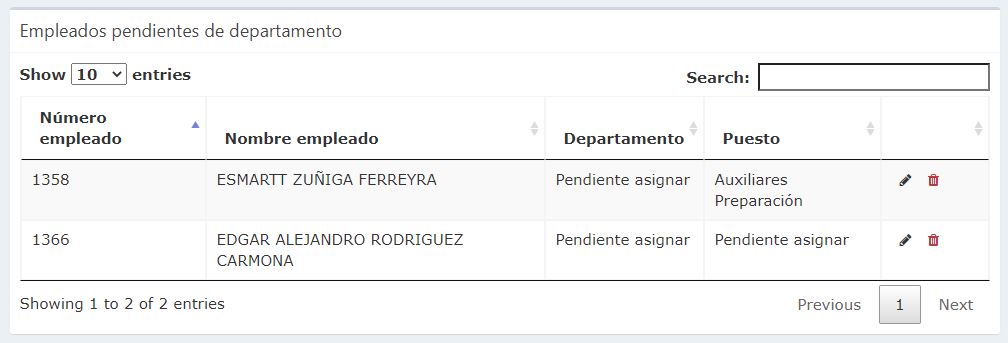 Empleados pendientes de departamento
Show 10 entries
Search:
Número
empleado
Nombre empleado
Departamento
Puesto
1358
ESMARTT ZUÑIGA FERREYRA
Pendiente asignar
Auxiliares
Preparación
1366
EDGAR ALEJANDRO RODRIGUEZ
CARMONA
Pendiente asignar
Pendiente asignar
Showing 1 to 2 of 2 entries
Previous
1
Next